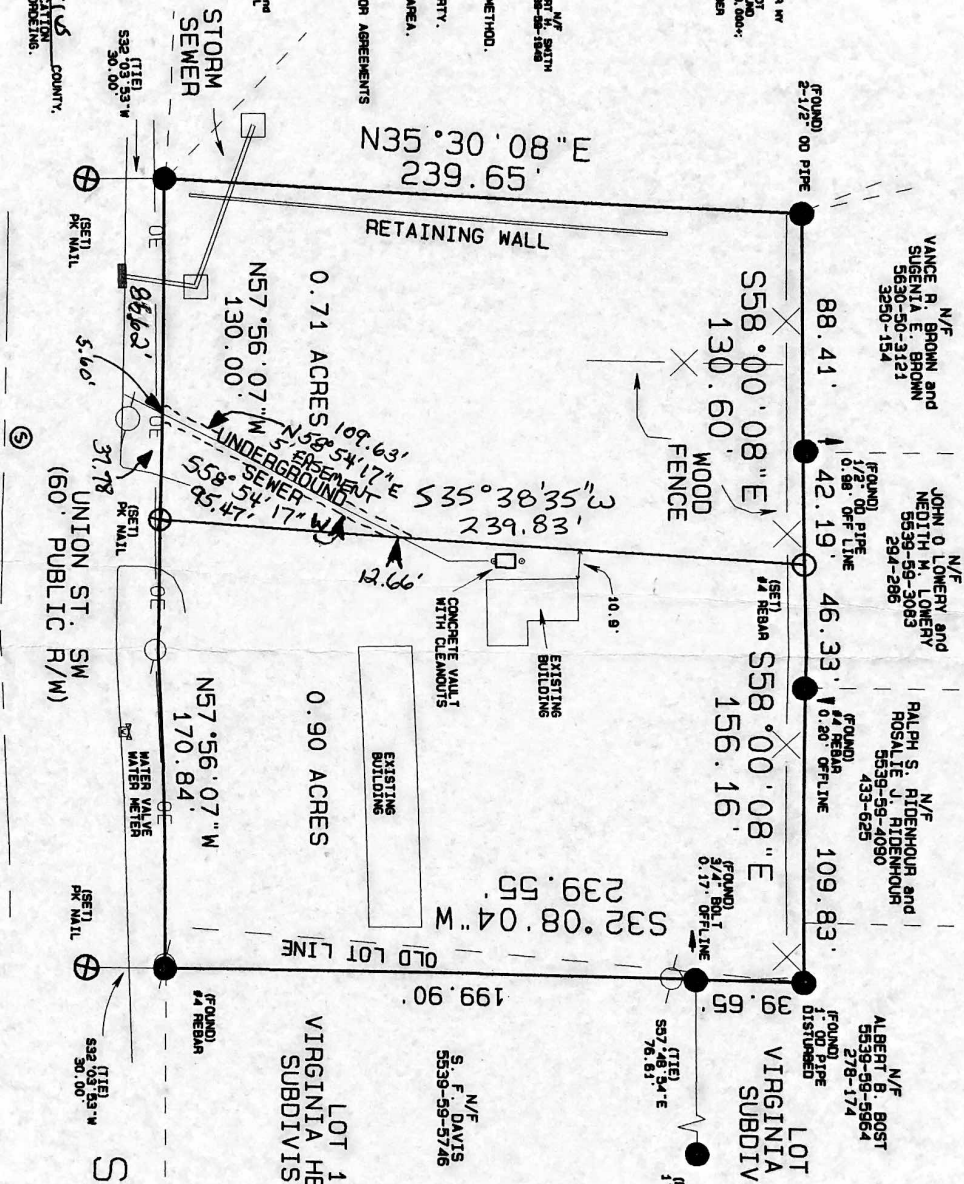 COUNTY,
STORM
SEWER
(TIE)
S32°03'53"W
30.00'
OR AGREEMENTS
AREA.
METHOD.
N35°30'08"E
239.65'
RETAINING WALL
(FOUND)
2-1/2" OD PIPE
N/F
VANCE R. BROWN and
SUGENIA E. BROWN
5630-50-3121
3250-154
88.41'
S58°00'08"E
130.60'
WOOD
FENCE
N/F
JOHN O LOWERY and
NEDITH M. LOWERY
5539-59-3083
294-286
(FOUND)
1/2" OD PIPE
0.98' OFF LINE
42.19'
(SET)
#4 REBAR
46.33'
N/F
RALPH S. RIDENHOUR and
ROSALIE J. RIDENHOUR
5539-59-4090
433-625
(FOUND)
#4 REBAR
0.20' OFFLINE
S58°00'08"E
156.16'
109.83'
N/F
ALBERT B. BOST
5539-59-5964
278-174
(FOUND)
1" OD PIPE
DISTURBED
(FOUND)
3/4" BOLT
0.17' OFFLINE
39.65'
LOT
VIRGINIA
SUBDIV
(TIE)
S57°48'54"E
76.61'
0.71 ACRES
N57°56'07"W
130.00'
OE
(SET)
PK NAIL
5.60'
37.78
109.63'
N58°54'17"E
5' EASEMENT
UNDERGROUND
SEWER
S58°54'17"W
95.47'
S35°38'35"W
239.83'
12.66'
CONCRETE VAULT
WITH CLEANOUTS
10.9'
EXISTING
BUILDING
EXISTING
BUILDING
0.90 ACRES
S32°08'04"W
239.55'
OLD LOT LINE
199.90'
N/F
S. F. DAVIS
5539-59-5746
LOT 1
VIRGINIA HE
SUBDIVIS
OE
(SET)
PK NAIL
OE
N57°56'07"W
170.84'
OE
WATER VALVE
WATER METER
(FOUND)
#4 REBAR
(SET)
PK NAIL
(TIE)
S32°03'53"W
30.00'
S
UNION ST. SW
(60' PUBLIC R/W)